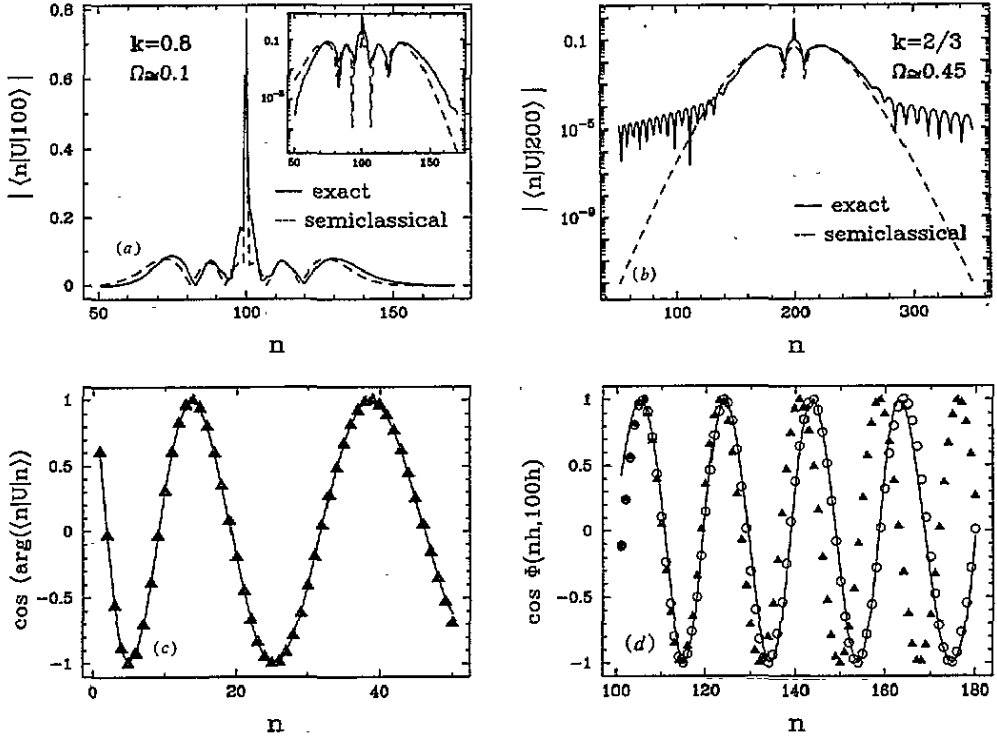 | ⟨n|U|100⟩ |
0.8
0.6
0.4
0.2
0
k=0.8
Ω≃0.1
0.1
10⁻⁵
50
100
150
exact
semiclassical
(a)
50
100
150
n
| ⟨n|U|200⟩ |
0.1
10⁻⁵
10⁻⁹
k=2/3
Ω≃0.45
exact
semiclassical
(b)
100
200
300
n
cos (arg(⟨n|U|n⟩)
1
0.5
0
-0.5
-1
(c)
0
20
40
n
cos Φ(nh,100h)
1
0.5
0
-0.5
-1
(d)
100
120
140
160
180
n